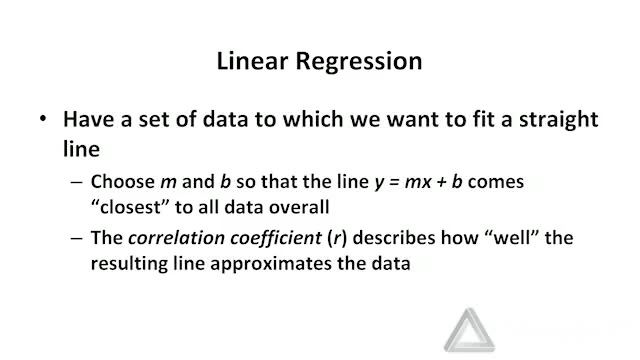 Linear Regression
• Have a set of data to which we want to fit a straight
line
– Choose m and b so that the line y = mx + b comes
“closest” to all data overall
– The correlation coefficient (r) describes how “well” the
resulting line approximates the data